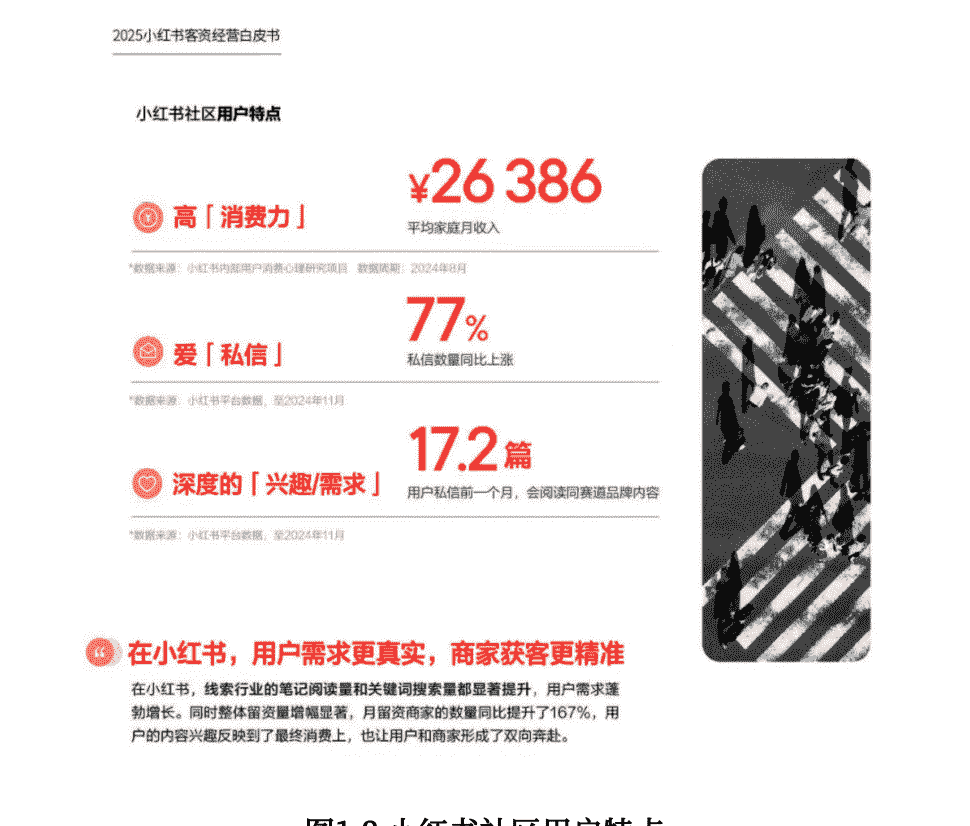 2025小红书客资经营白皮书
小红书社区用户特点
高「消费力」
¥26 386
平均家庭月收入
*数据来源：小红书内部用户消费心理研究项目 数据周期：2024年8月
爱「私信」
77%
私信数量同比上涨
*数据来源：小红书平台数据，至2024年11月
深度的「兴趣/需求」
17.2篇
用户私信前一个月，会阅读同赛道品牌内容
*数据来源：小红书平台数据，至2024年11月
在小红书，用户需求更真实，商家获客更精准
在小红书，线索行业的笔记阅读量和关键词搜索量都显著提升，用户需求蓬
勃增长。同时整体留资量增幅显著，月留资商家的数量同比提升了167%，用
户的内容兴趣反映到了最终消费上，也让用户和商家形成了双向奔赴。
小红书社区用户特点